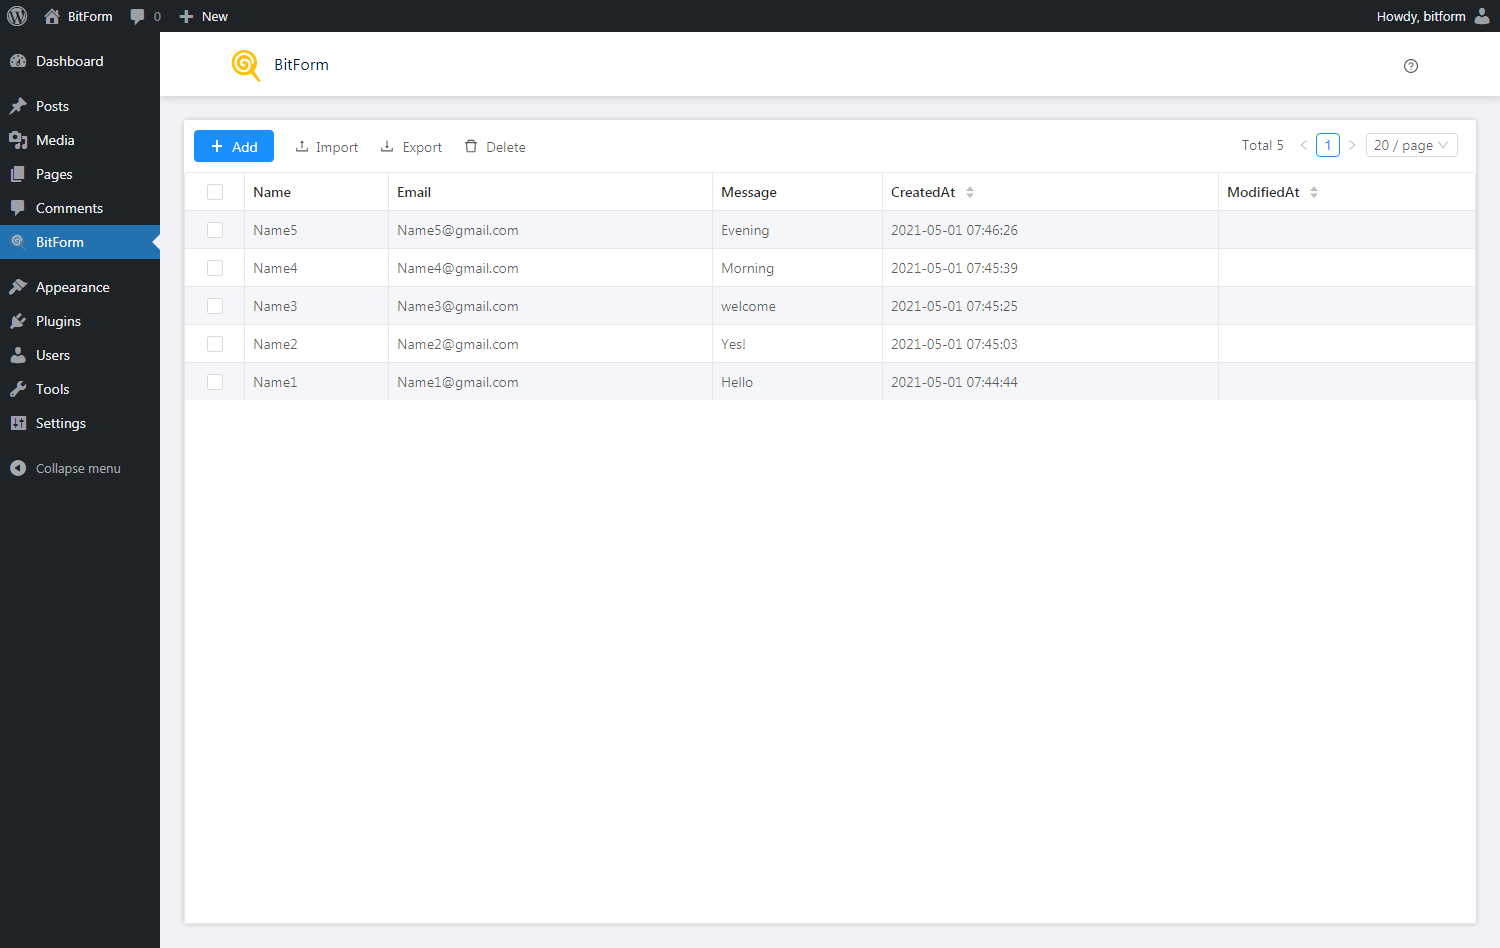 BitForm 0 New Howdy, bitform
Dashboard
Posts
Media
Pages
Comments
BitForm
Appearance
Plugins
Users
Tools
Settings
Collapse menu
BitForm
Add Import Export Delete Total 5 1 20 / page
Name Email Message CreatedAt ModifiedAt
Name5 Name5@gmail.com Evening 2021-05-01 07:46:26
Name4 Name4@gmail.com Morning 2021-05-01 07:45:39
Name3 Name3@gmail.com welcome 2021-05-01 07:45:25
Name2 Name2@gmail.com Yes! 2021-05-01 07:45:03
Name1 Name1@gmail.com Hello 2021-05-01 07:44:44